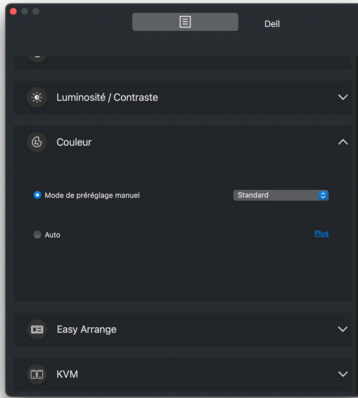 Dell
Luminosité / Contraste
Couleur
Mode de préréglage manuel Standard
Auto Plus
Easy Arrange
KVM